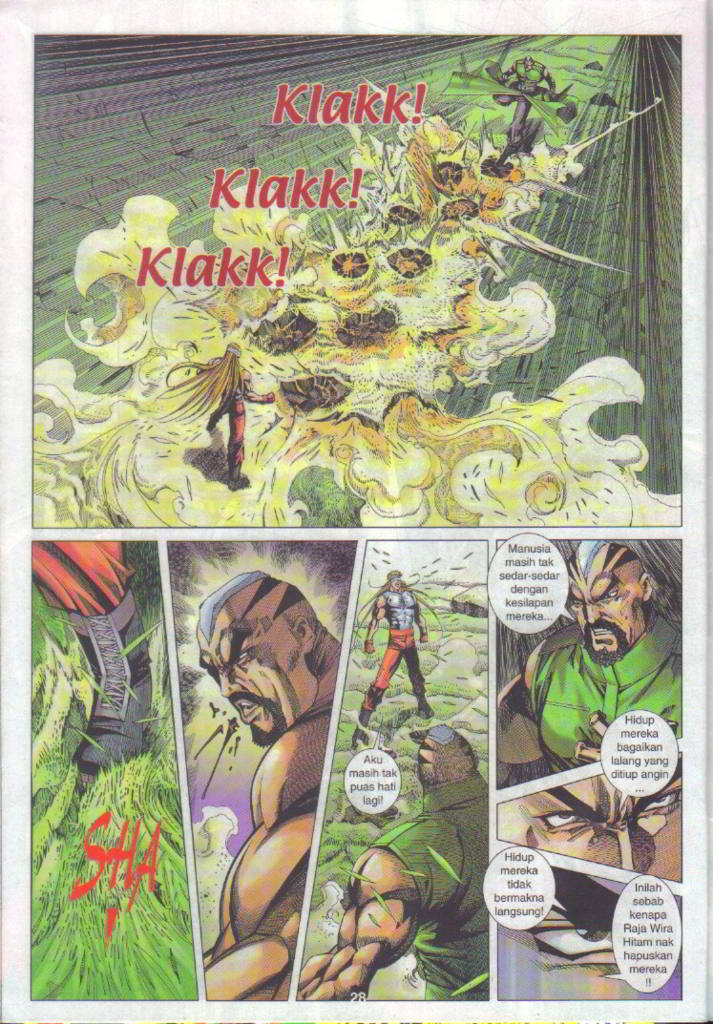 Klakk!
Klakk!
Klakk!
SHA
!
Aku
masih tak
puas hati
lagi!
Manusia
masih tak
sedar-sedar
dengan
kesilapan
mereka...
Hidup
mereka
bagaikan
lalang yang
ditiup angin
...
Hidup
mereka
tidak
bermakna
langsung!
Inilah
sebab
kenapa
Raja Wira
Hitam nak
hapuskan
mereka
!!
28